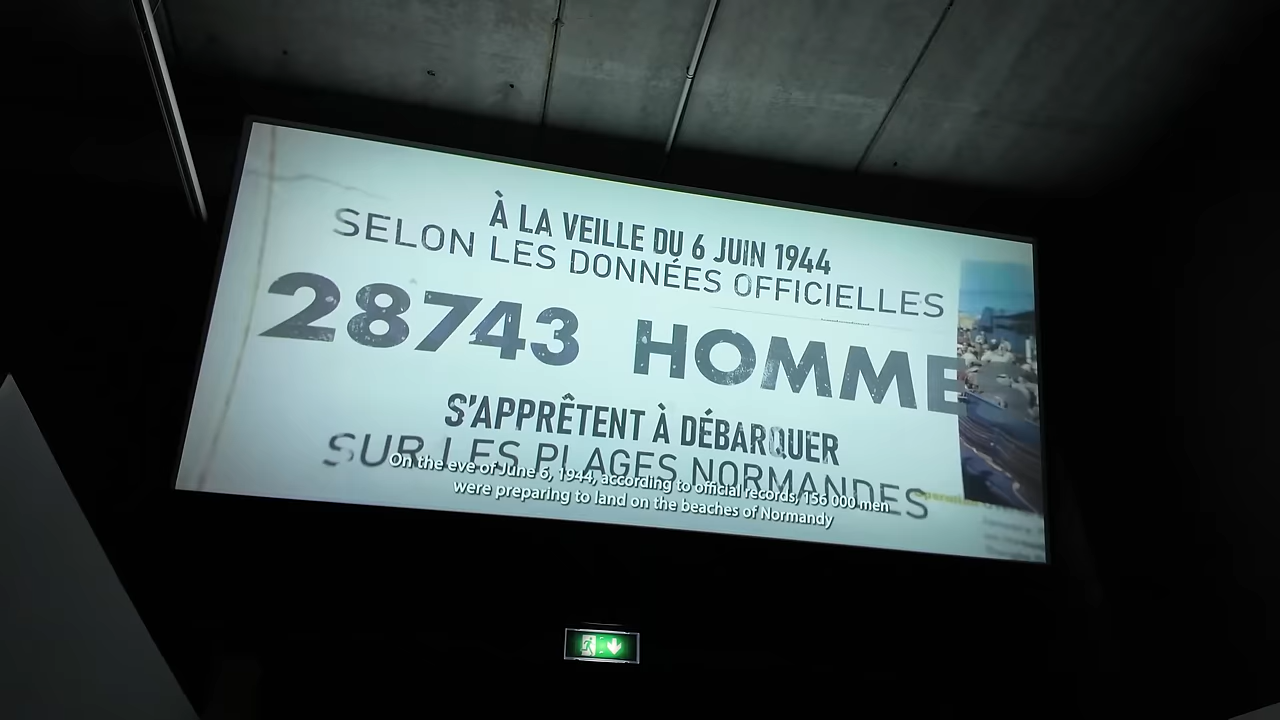 À LA VEILLE DU 6 JUIN 1944
SELON LES DONNÉES OFFICIELLES
28743 HOMMES
S'APPRÊTENT À DÉBARQUER
SUR LES PLAGES NORMANDES
On the eve of June 6, 1944, according to official records, 156 000 men
were preparing to land on the beaches of Normandy